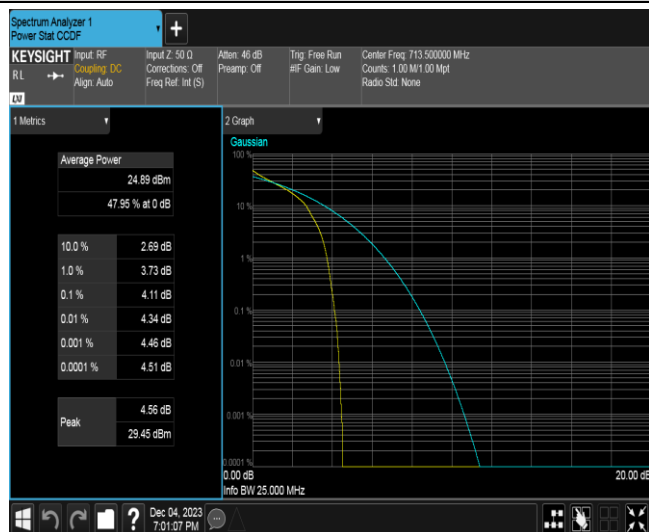 Spectrum Analyzer 1
Power Stat CCDF
+
KEYSIGHT
RL
LXI
Input: RF
Coupling: DC
Align: Auto
Input Z: 50 Ω
Corrections: Off
Freq Ref: Int (S)
Atten: 46 dB
Preamp: Off
Trig: Free Run
#IF Gain: Low
Center Freq: 713.500000 MHz
Counts: 1.00 M/1.00 Mpt
Radio Std: None
1 Metrics
Average Power
24.89 dBm
47.95 % at 0 dB
10.0 % 2.69 dB
1.0 % 3.73 dB
0.1 % 4.11 dB
0.01 % 4.34 dB
0.001 % 4.46 dB
0.0001 % 4.51 dB
Peak 4.56 dB
29.45 dBm
2 Graph
Gaussian
100 %
10 %
1 %
0.1 %
0.01 %
0.001 %
0.0001 %
0.00 dB
20.00 dB
Info BW 25.000 MHz
?
Dec 04, 2023
7:01:07 PM